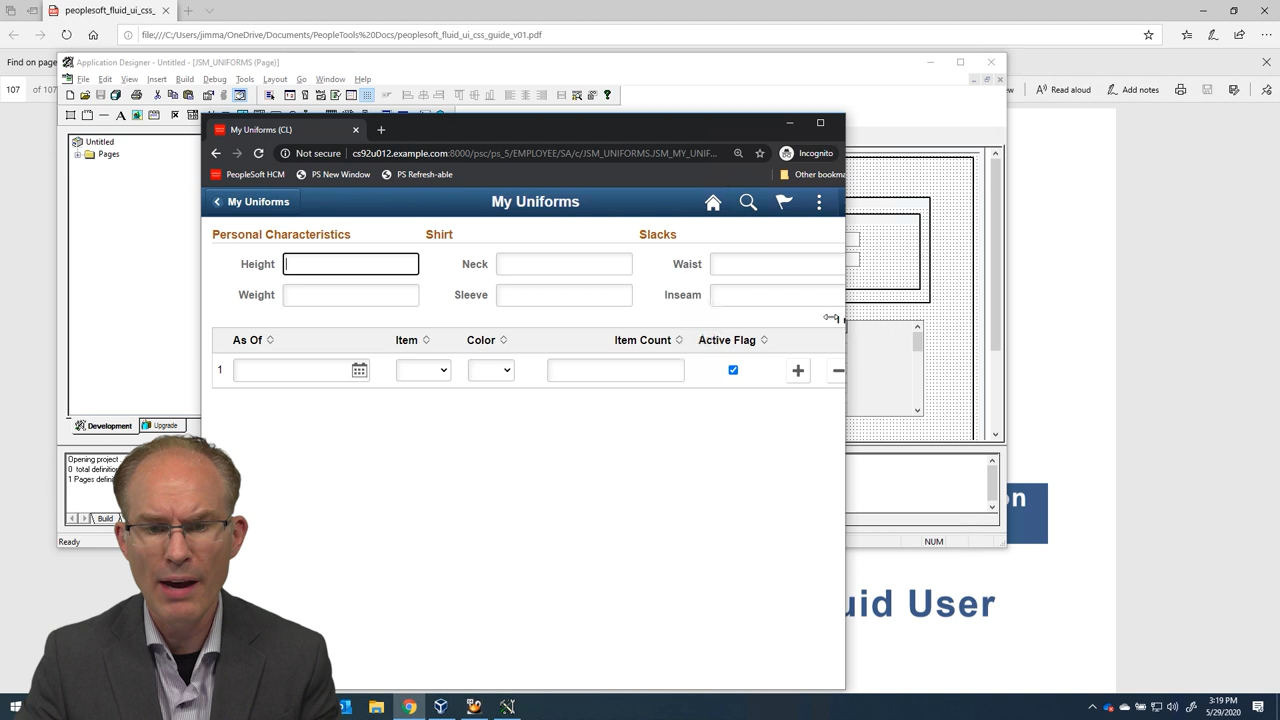 peoplesoft_fluid_ui_css_
file:///C:/Users/jimma/OneDrive/Documents/PeopleTools%20Docs/peoplesoft_fluid_ui_css_guide_v01.pdf
Find on page
Application Designer - Untitled - [JSM_UNIFORMS (Page)]
File Edit View Insert Build Debug Tools Layout Go Window Help
107 of 107
Read aloud
Add notes
Untitled
Pages
My Uniforms (CL)
Not secure cs92u012.example.com:8000/psc/ps_5/EMPLOYEE/SA/c/JSM_UNIFORMS.JSM_MY_UNIF...
Incognito
PeopleSoft HCM PS New Window PS Refresh-able Other bookma
My Uniforms
My Uniforms
Personal Characteristics Shirt Slacks
Height Neck Waist
Weight Sleeve Inseam
As Of Item Color Item Count Active Flag
1
Development Upgrade
Opening project
0 total definition
1 Pages defin
Build
Ready
NUM
on
uid User
3:19 PM
5/29/2020